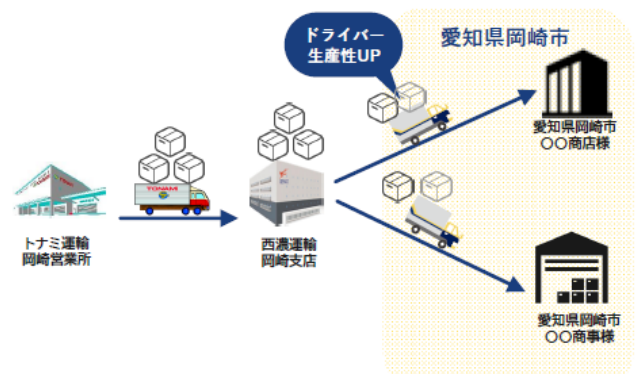 ドライバー
生産性UP
愛知県岡崎市
愛知県岡崎市
〇〇商店様
TONAMI
トナミ運輸
岡崎営業所
西濃運輸
岡崎支店
愛知県岡崎市
〇〇商事様